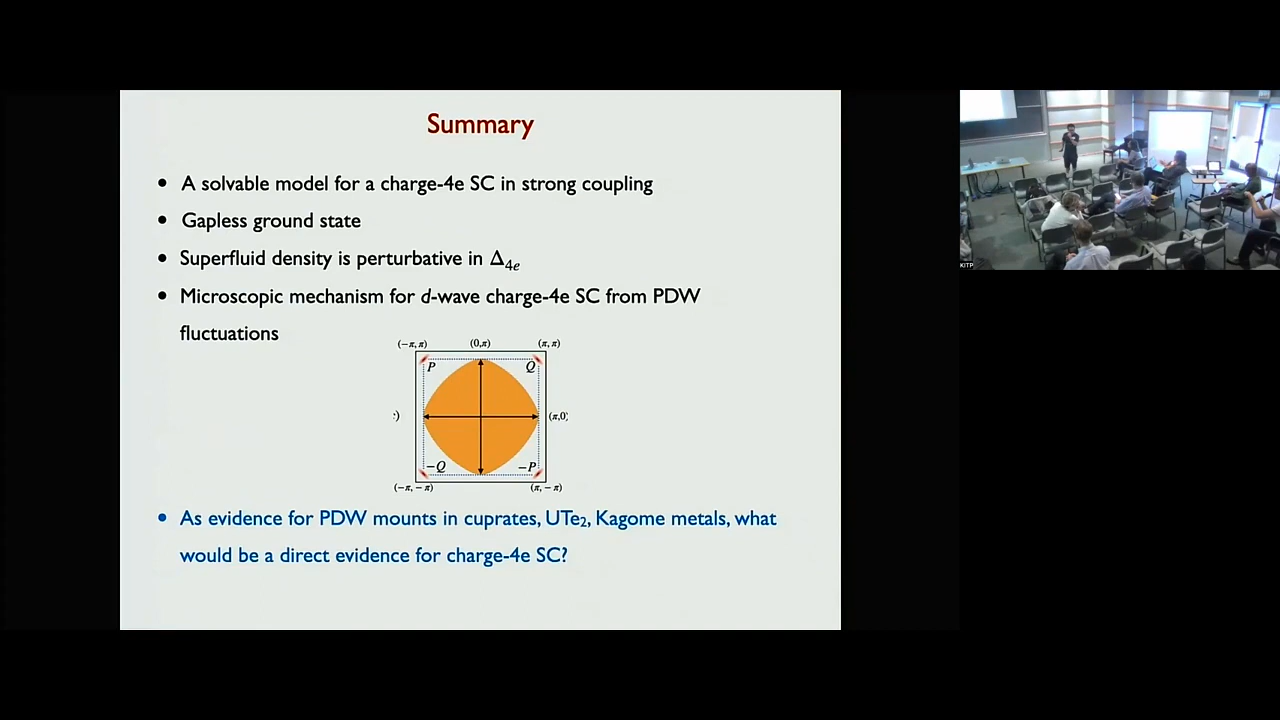 Summary
• A solvable model for a charge-4e SC in strong coupling
• Gapless ground state
• Superfluid density is perturbative in Δ4e
• Microscopic mechanism for d-wave charge-4e SC from PDW
fluctuations
(−π, π) (0,π) (π, π)
P Q
:) (π,0)
−Q −P
(−π, − π) (π, − π)
• As evidence for PDW mounts in cuprates, UTe2, Kagome metals, what
would be a direct evidence for charge-4e SC?
KITP